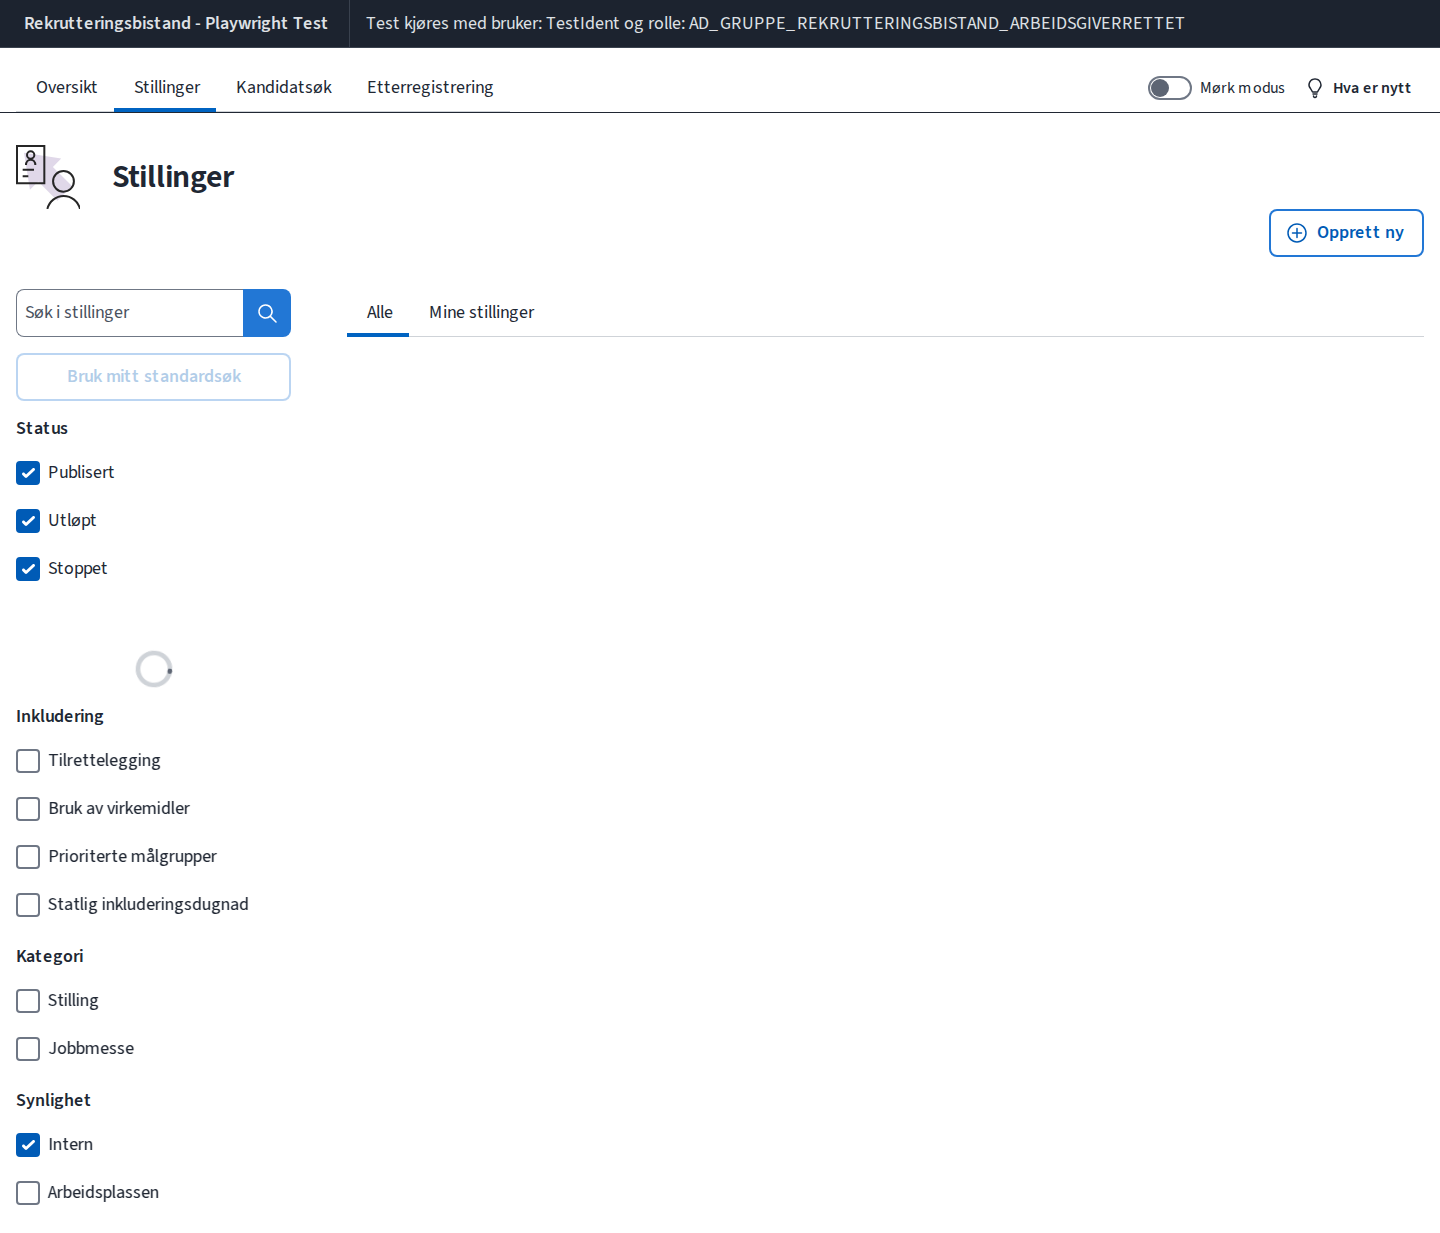 Rekrutteringsbistand - Playwright Test
Test kjøres med bruker: TestIdent og rolle: AD_GRUPPE_REKRUTTERINGSBISTAND_ARBEIDSGIVERRETTET
Oversikt
Stillinger
Kandidatsøk
Etterregistrering
Mørk modus
Hva er nytt
Stillinger
Opprett ny
Søk i stillinger
Alle
Mine stillinger
Bruk mitt standardsøk
Status
Publisert
Utløpt
Stoppet
Inkludering
Tilrettelegging
Bruk av virkemidler
Prioriterte målgrupper
Statlig inkluderingsdugnad
Kategori
Stilling
Jobbmesse
Synlighet
Intern
Arbeidsplassen